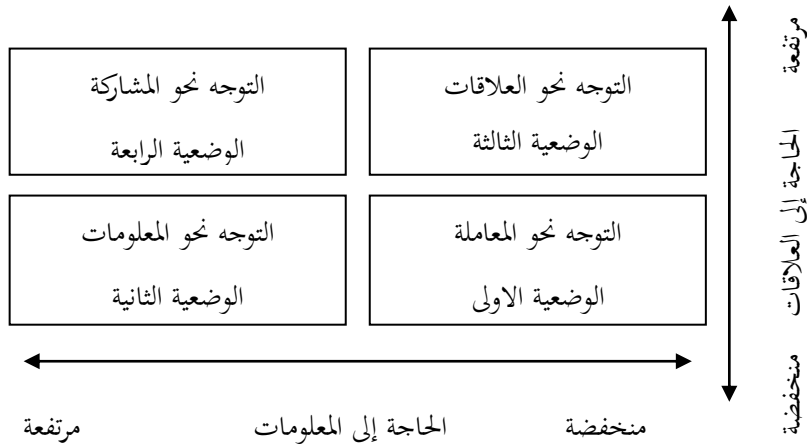 التوجه نحو العلاقات
الوضعية الثالثة
التوجه نحو المشاركة
الوضعية الرابعة
التوجه نحو المعاملة
الوضعية الاولى
التوجه نحو المعلومات
الوضعية الثانية
مرتفعة
الحاجة إلى العلاقات
منخفضة
منخفضة
الحاجة إلى المعلومات
مرتفعة